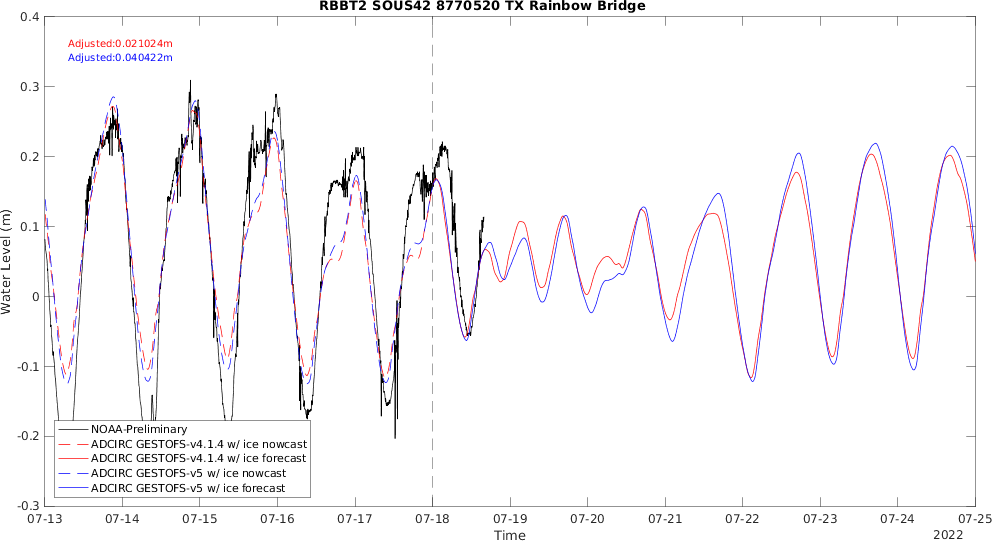 RBBT2 SOUS42 8770520 TX Rainbow Bridge
Adjusted:0.021024m
Adjusted:0.040422m
0.4
0.3
0.2
0.1
0
-0.1
-0.2
-0.3
Water Level (m)
NOAA-Preliminary
ADCIRC GESTOFS-v4.1.4 w/ ice nowcast
ADCIRC GESTOFS-v4.1.4 w/ ice forecast
ADCIRC GESTOFS-v5 w/ ice nowcast
ADCIRC GESTOFS-v5 w/ ice forecast
07-13 07-14 07-15 07-16 07-17 07-18 07-19 07-20 07-21 07-22 07-23 07-24 07-25
Time
2022